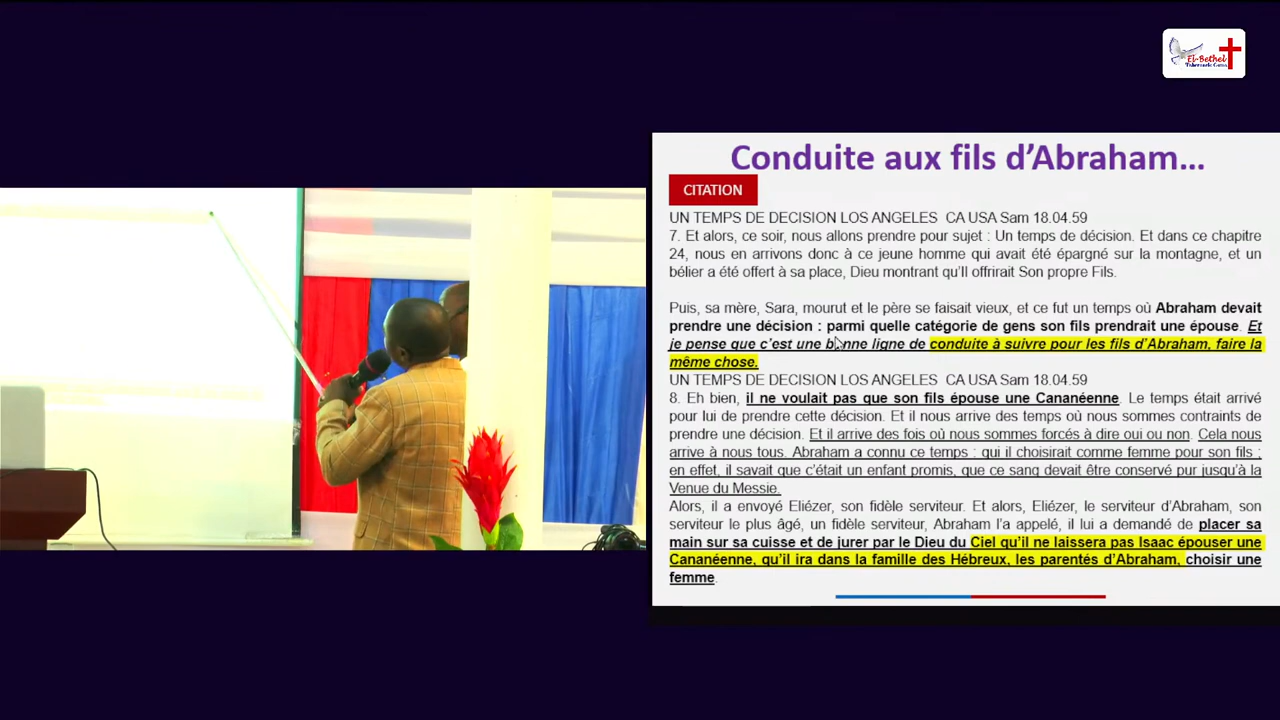 El-Bethel
Tabernacle Goma
Conduite aux fils d’Abraham…
CITATION
UN TEMPS DE DECISION LOS ANGELES CA USA Sam 18.04.59
7. Et alors, ce soir, nous allons prendre pour sujet : Un temps de décision. Et dans ce chapitre
24, nous en arrivons donc à ce jeune homme qui avait été épargné sur la montagne, et un
bélier a été offert à sa place, Dieu montrant qu’Il offrirait Son propre Fils.
Puis, sa mère, Sara, mourut et le père se faisait vieux, et ce fut un temps où Abraham devait
prendre une décision : parmi quelle catégorie de gens son fils prendrait une épouse. Et
je pense que c’est une bonne ligne de conduite à suivre pour les fils d’Abraham, faire la
même chose.
UN TEMPS DE DECISION LOS ANGELES CA USA Sam 18.04.59
8. Eh bien, il ne voulait pas que son fils épouse une Cananéenne. Le temps était arrivé
pour lui de prendre cette décision. Et il nous arrive des temps où nous sommes contraints de
prendre une décision. Et il arrive des fois où nous sommes forcés à dire oui ou non. Cela nous
arrive à nous tous. Abraham a connu ce temps : qui il choisirait comme femme pour son fils ;
en effet, il savait que c’était un enfant promis, que ce sang devait être conservé pur jusqu’à la
Venue du Messie.
Alors, il a envoyé Eliézer, son fidèle serviteur. Et alors, Eliézer, le serviteur d’Abraham, son
serviteur le plus âgé, un fidèle serviteur, Abraham l’a appelé, il lui a demandé de placer sa
main sur sa cuisse et de jurer par le Dieu du Ciel qu’il ne laissera pas Isaac épouser une
Cananéenne, qu’il ira dans la famille des Hébreux, les parentés d’Abraham, choisir une
femme.